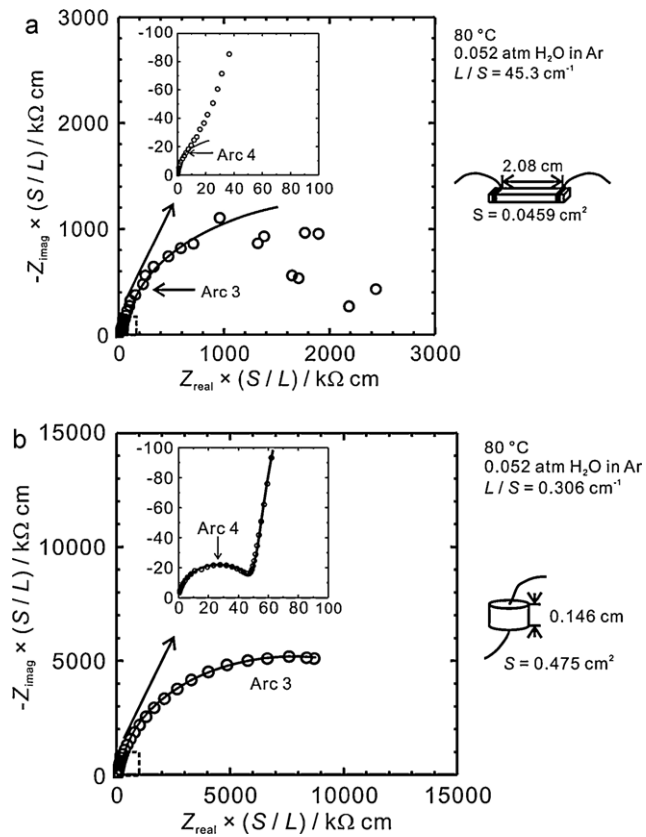 a
3000
2000
1000
0
-Z_imag × (S / L) / kΩ cm
-100
-80
-60
-40
-20
0
0 20 40 60 80 100
Arc 4
Arc 3
0 1000 2000 3000
Z_real × (S / L) / kΩ cm
80 °C
0.052 atm H₂O in Ar
L / S = 45.3 cm⁻¹
2.08 cm
S = 0.0459 cm²
b
15000
10000
5000
0
-Z_imag × (S / L) / kΩ cm
-100
-80
-60
-40
-20
0
0 20 40 60 80 100
Arc 4
Arc 3
0 5000 10000 15000
Z_real × (S / L) / kΩ cm
80 °C
0.052 atm H₂O in Ar
L / S = 0.306 cm⁻¹
0.146 cm
S = 0.475 cm²